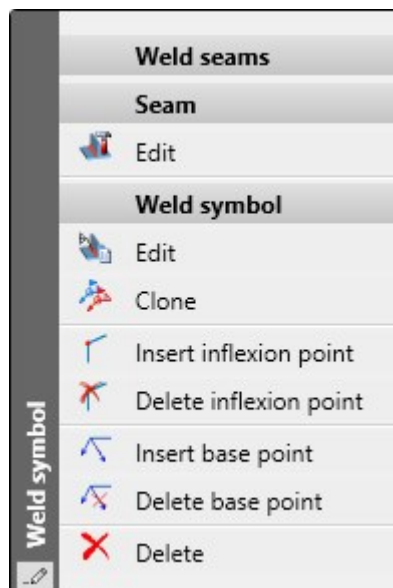 Weld seams
Seam
Edit
Weld symbol
Edit
Clone
Insert inflexion point
Delete inflexion point
Insert base point
Delete base point
Delete
Weld symbol